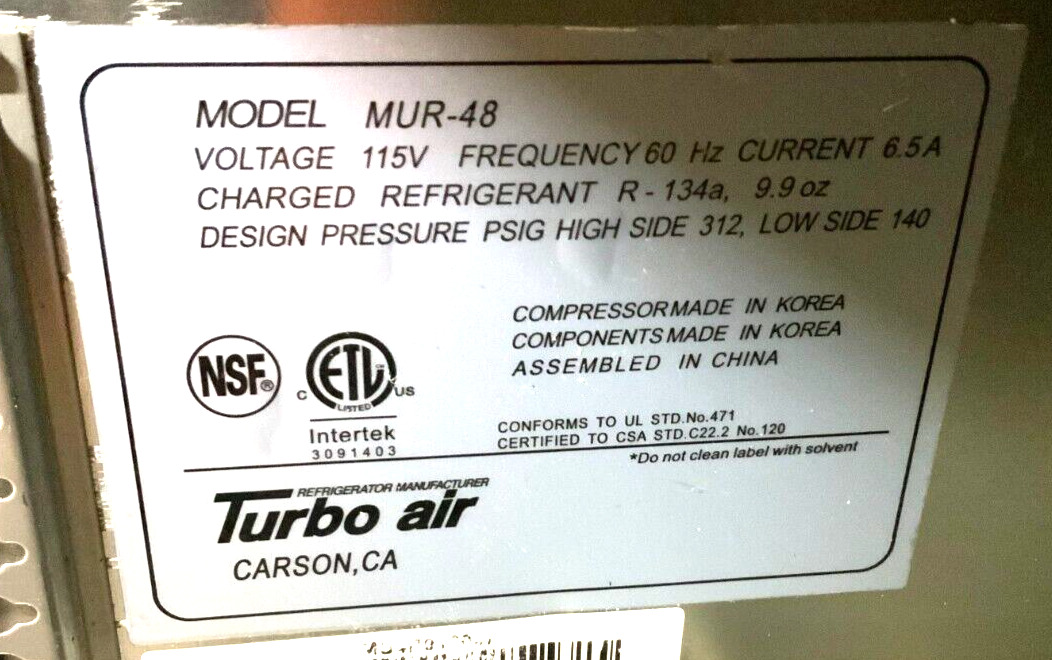 MODEL MUR-48
VOLTAGE 115V FREQUENCY 60 Hz CURRENT 6.5 A
CHARGED REFRIGERANT R - 134a, 9.9 oz
DESIGN PRESSURE PSIG HIGH SIDE 312, LOW SIDE 140
COMPRESSOR MADE IN KOREA
COMPONENTS MADE IN KOREA
ASSEMBLED IN CHINA
NSF®
C ETL US
LISTED
Intertek
3091403
CONFORMS TO UL STD.No.471
CERTIFIED TO CSA STD.C22.2 No.120
*Do not clean label with solvent
REFRIGERATOR MANUFACTURER
Turbo air
CARSON,CA